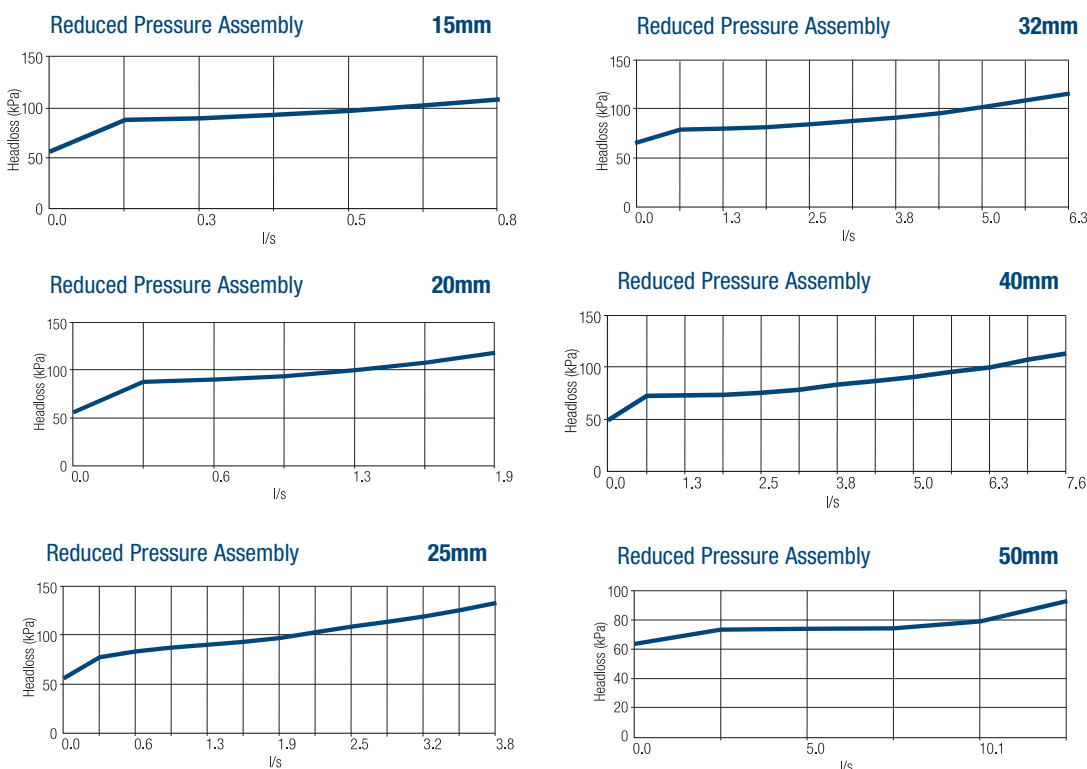 Reduced Pressure Assembly 15mm
150
100
50
0
Headloss (kPa)
0.0 0.3 0.5 0.8
l/s
Reduced Pressure Assembly 32mm
150
100
50
0
Headloss (kPa)
0.0 1.3 2.5 3.8 5.0 6.3
l/s
Reduced Pressure Assembly 20mm
150
100
50
0
Headloss (kPa)
0.0 0.6 1.3 1.9
l/s
Reduced Pressure Assembly 40mm
150
100
50
0
Headloss (kPa)
0.0 1.3 2.5 3.8 5.0 6.3 7.6
l/s
Reduced Pressure Assembly 25mm
150
100
50
0
Headloss (kPa)
0.0 0.6 1.3 1.9 2.5 3.2 3.8
l/s
Reduced Pressure Assembly 50mm
100
80
60
40
20
0
Headloss (kPa)
0.0 5.0 10.1
l/s